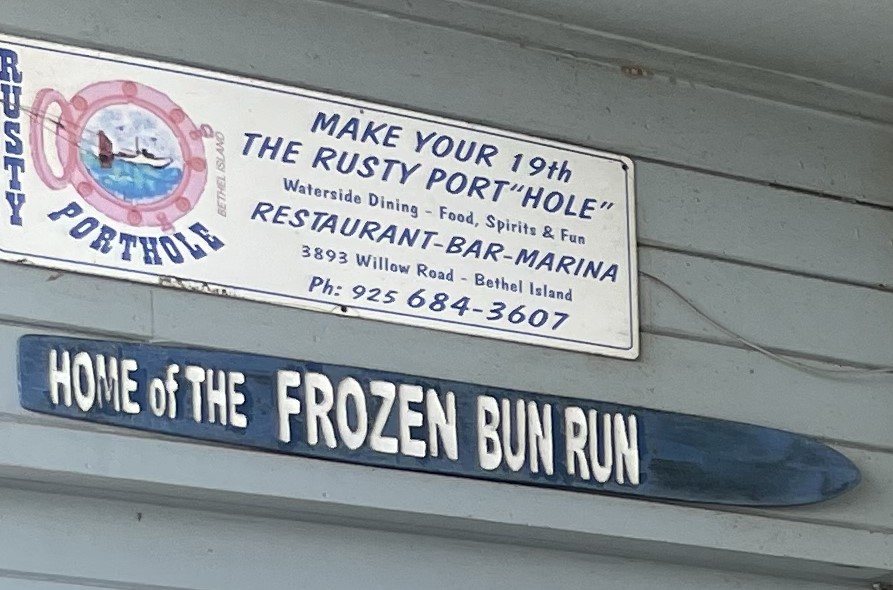 RUSTY
PORTHOLE
BETHEL ISLAND
MAKE YOUR 19th
THE RUSTY PORT"HOLE"
Waterside Dining - Food, Spirits & Fun
RESTAURANT-BAR-MARINA
3893 Willow Road - Bethel Island
Ph: 925 684-3607
HOME of THE FROZEN BUN RUN